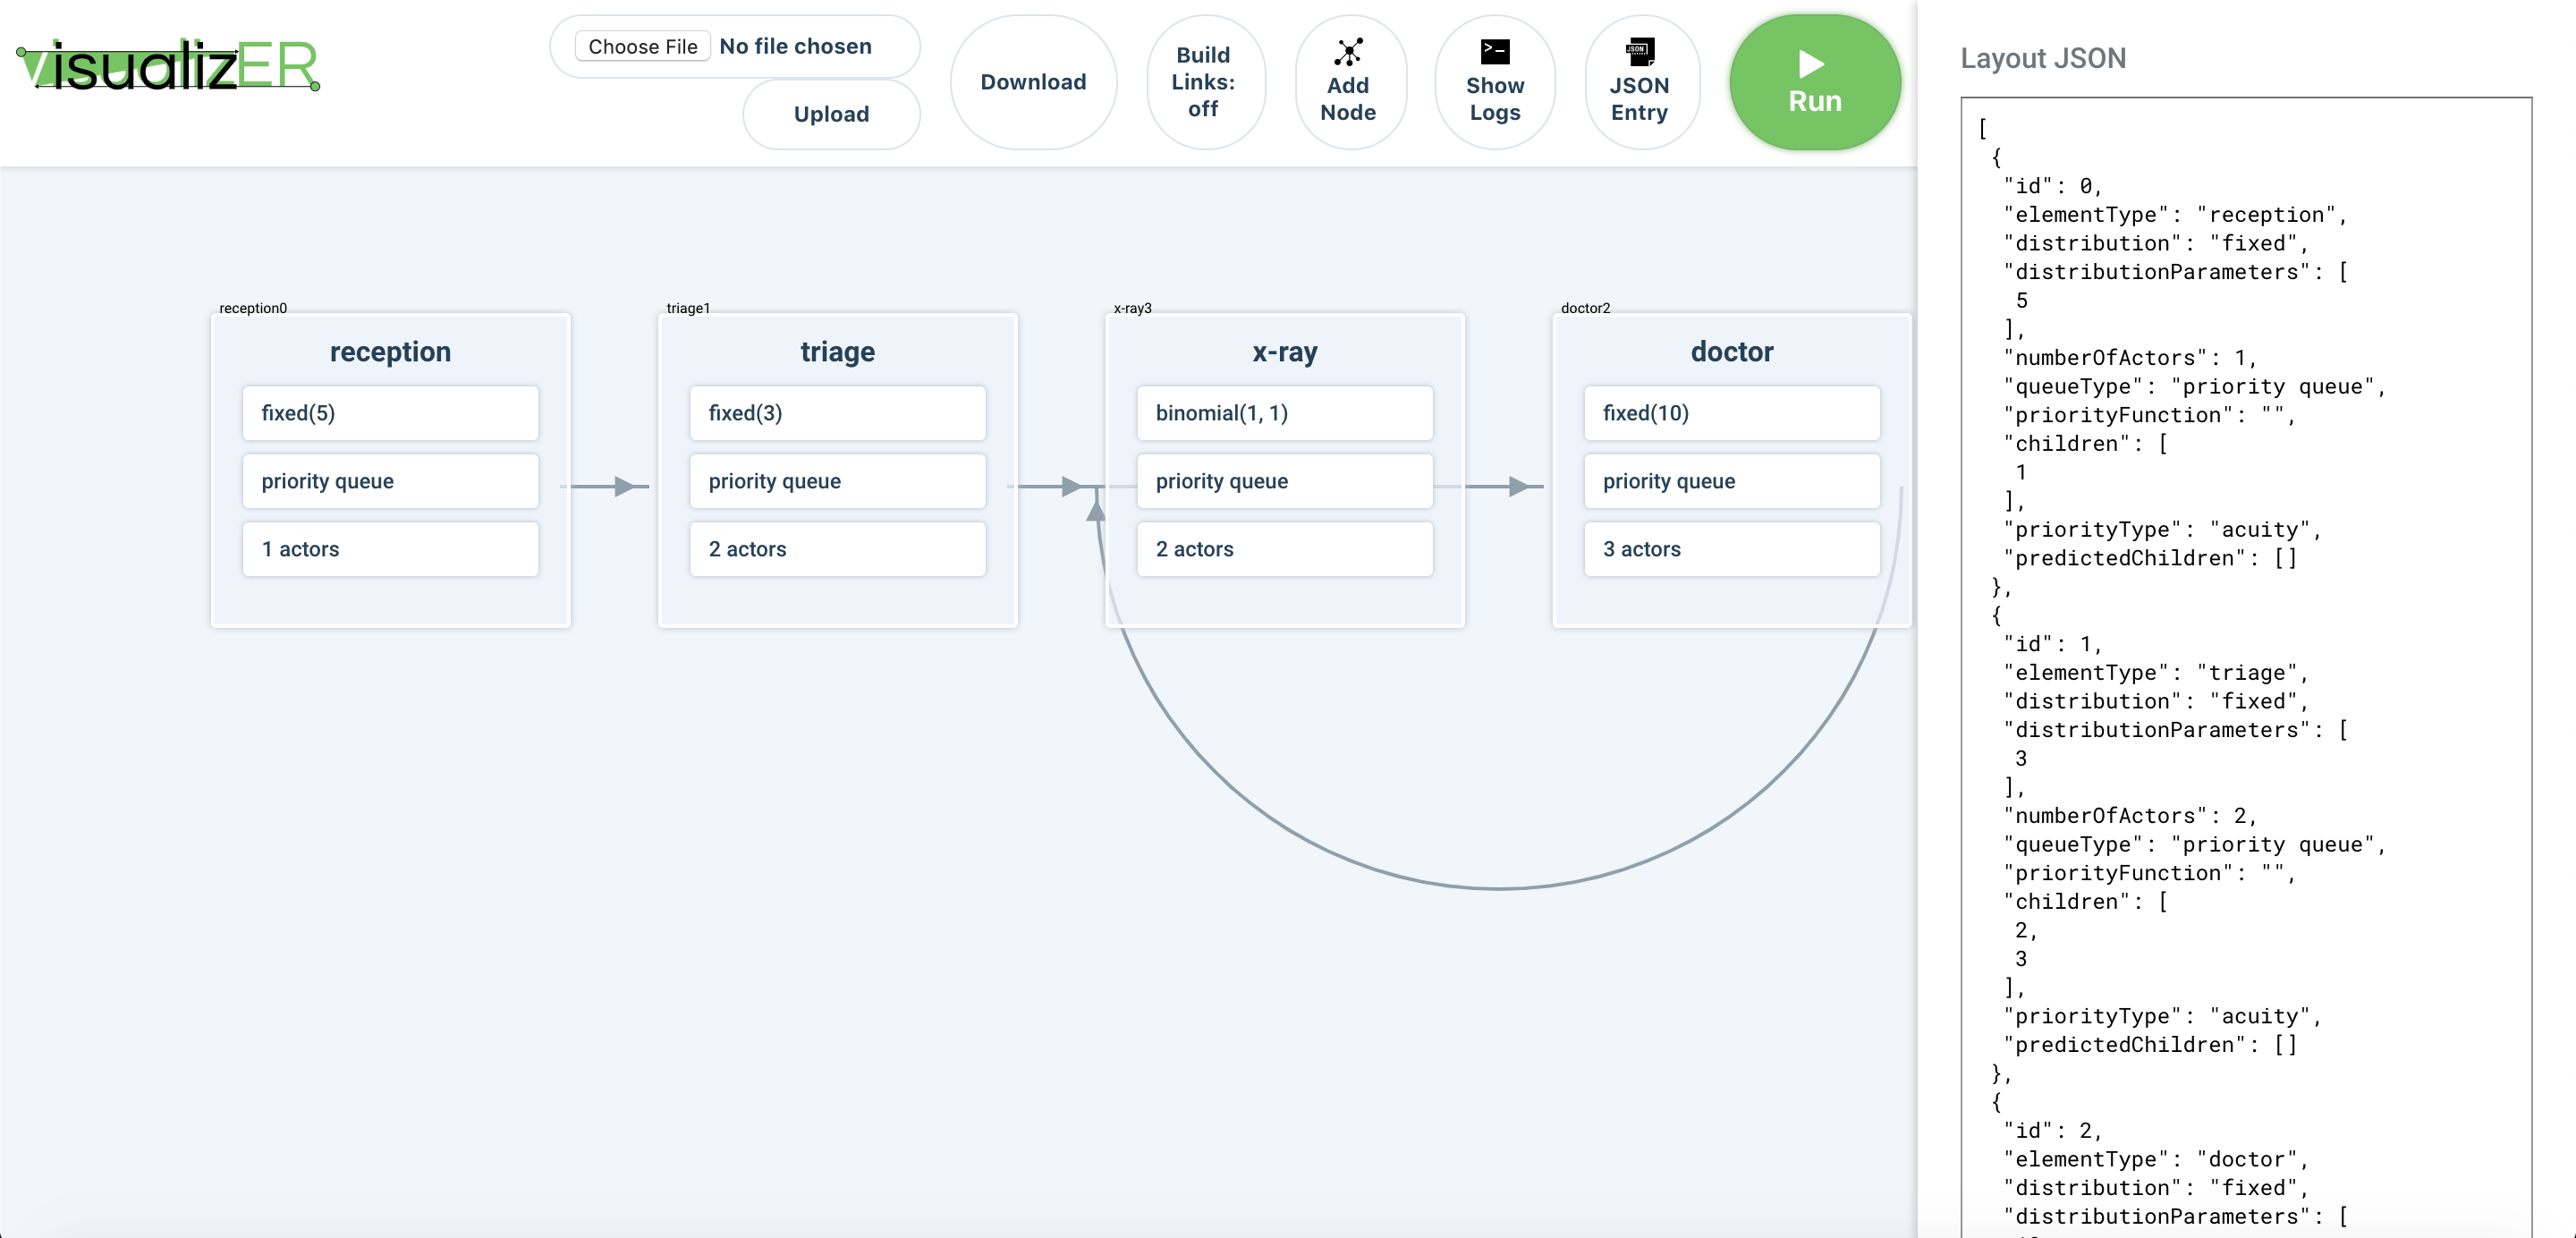 visualizER
Choose File No file chosen
Upload
Download
Build
Links:
off
Add
Node
Show
Logs
JSON
JSON
Entry
Run
reception0
reception
fixed(5)
priority queue
1 actors
triage1
triage
fixed(3)
priority queue
2 actors
x-ray3
x-ray
binomial(1, 1)
priority queue
2 actors
doctor2
doctor
fixed(10)
priority queue
3 actors
Layout JSON
[
{
"id": 0,
"elementType": "reception",
"distribution": "fixed",
"distributionParameters": [
5
],
"numberOfActors": 1,
"queueType": "priority queue",
"priorityFunction": "",
"children": [
1
],
"priorityType": "acuity",
"predictedChildren": []
},
{
"id": 1,
"elementType": "triage",
"distribution": "fixed",
"distributionParameters": [
3
],
"numberOfActors": 2,
"queueType": "priority queue",
"priorityFunction": "",
"children": [
2,
3
],
"priorityType": "acuity",
"predictedChildren": []
},
{
"id": 2,
"elementType": "doctor",
"distribution": "fixed",
"distributionParameters": [